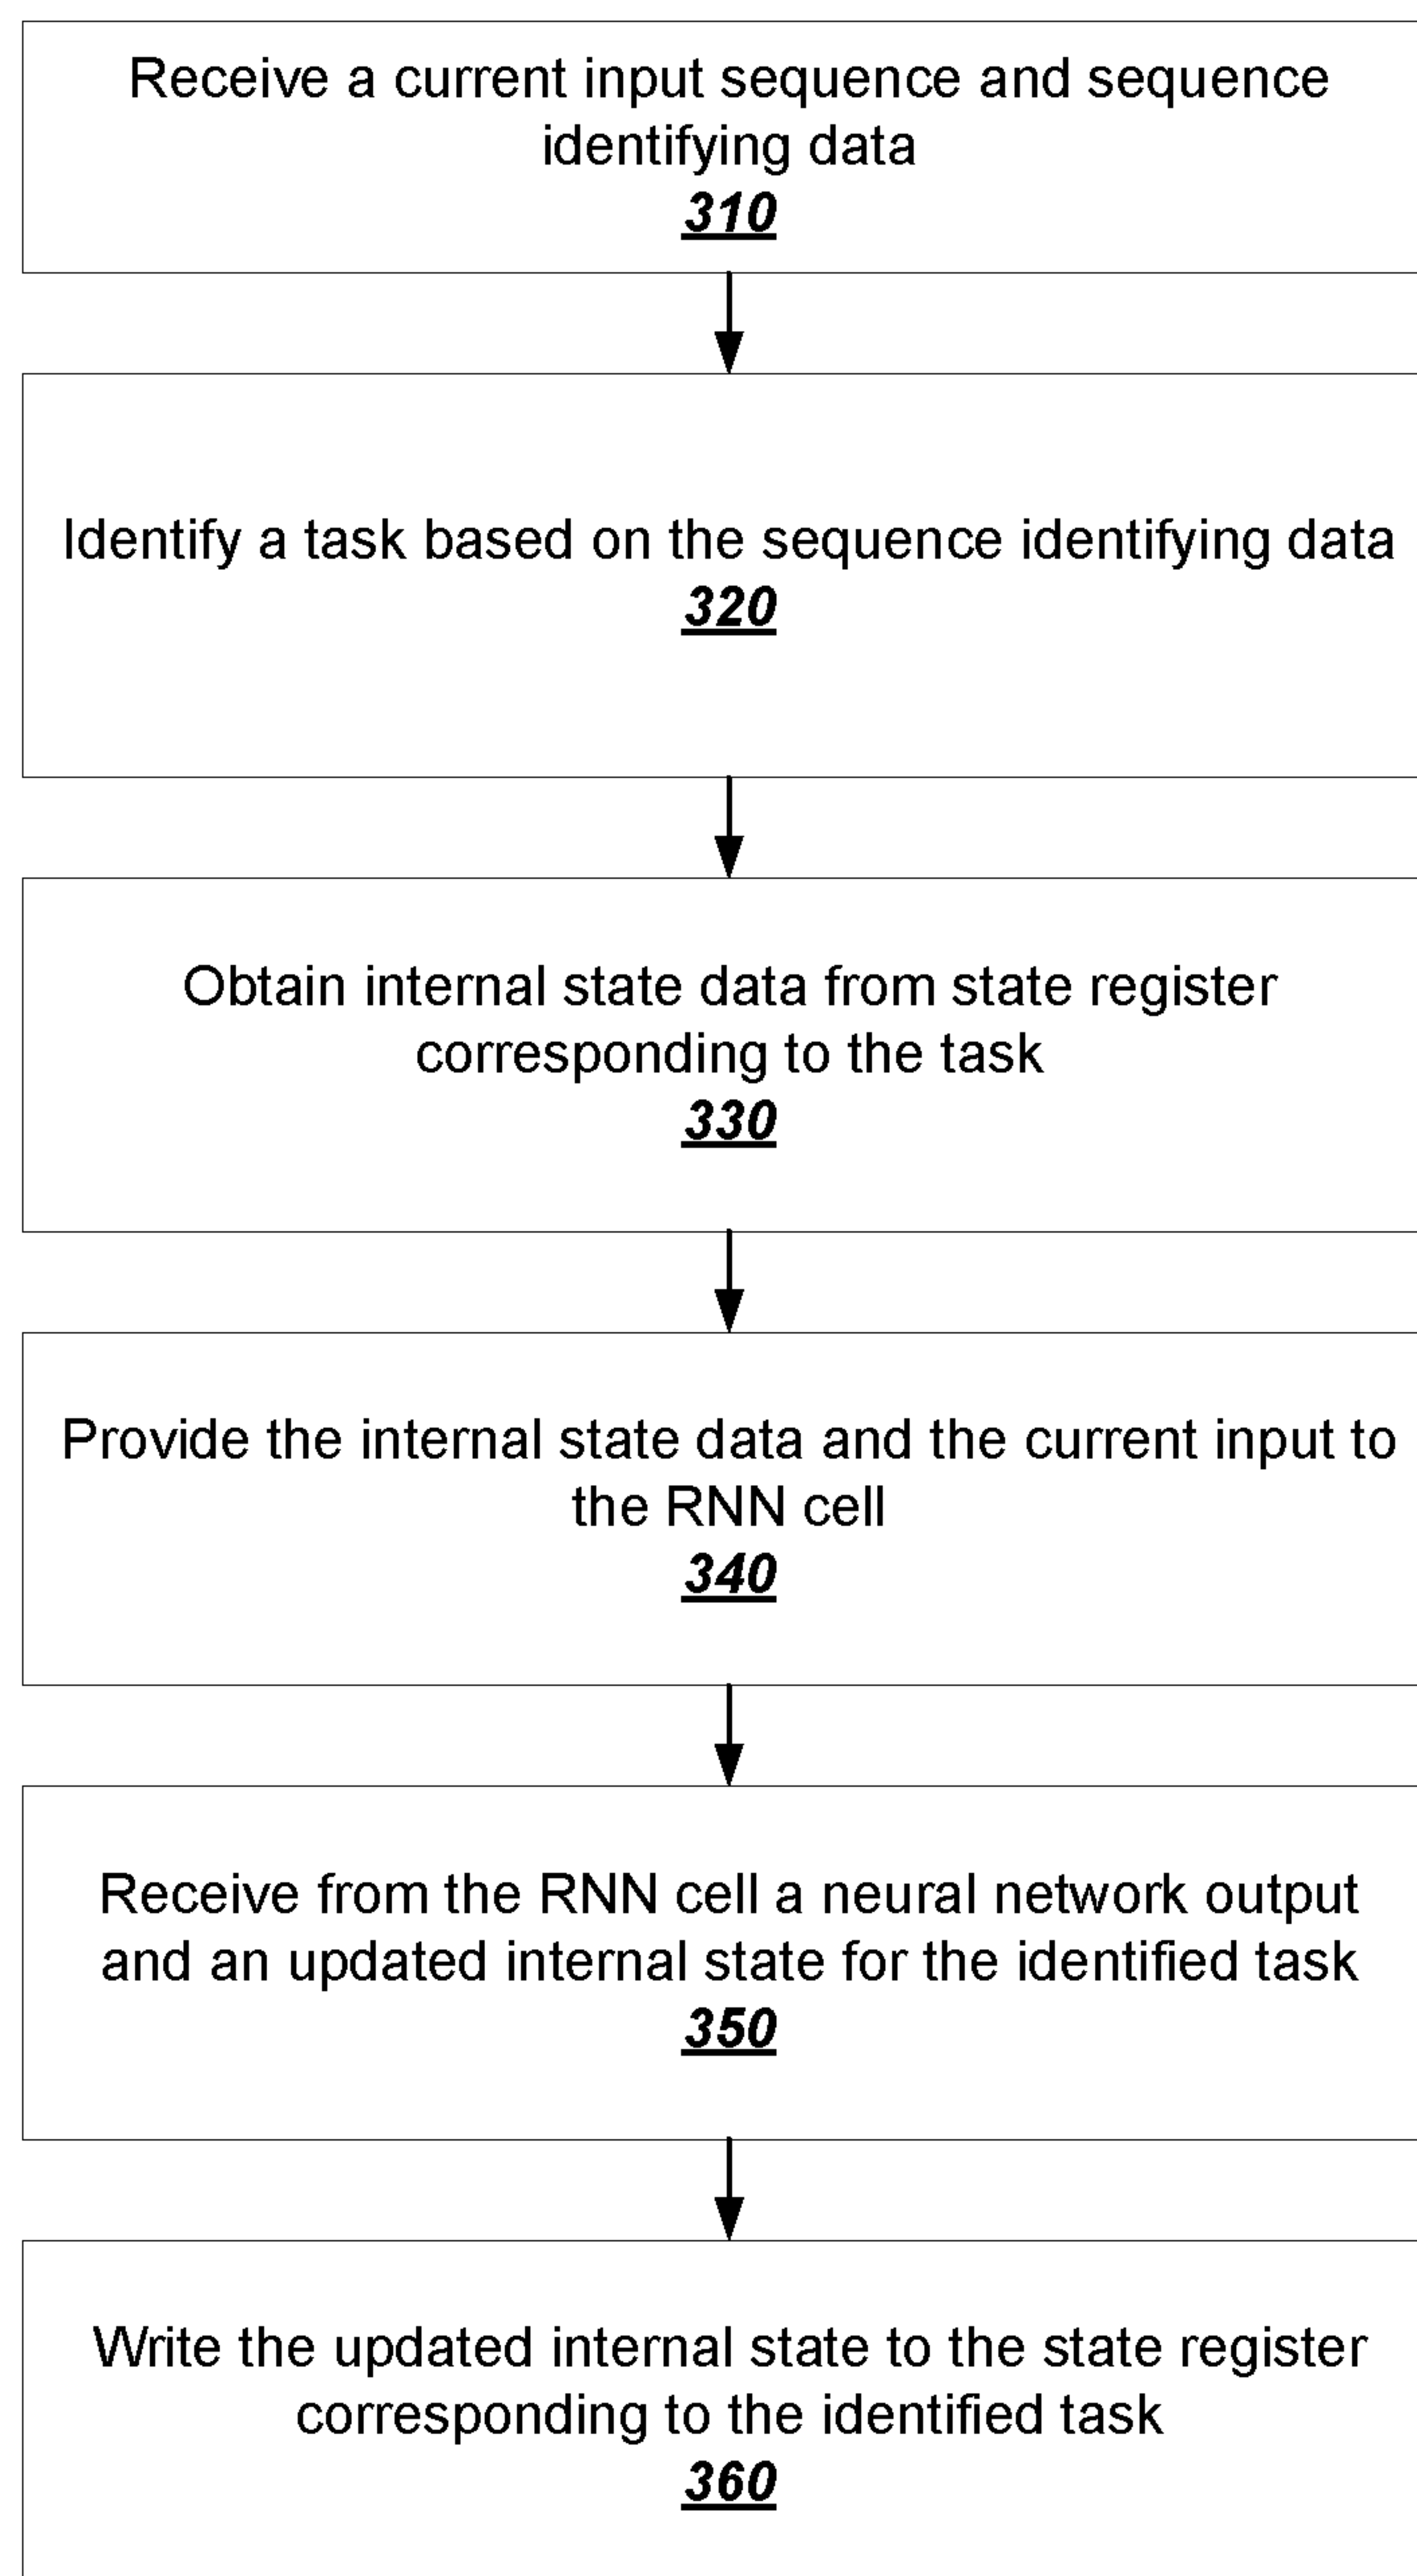 Receive a current input sequence and sequence
identifying data
310
Identify a task based on the sequence identifying data
320
Obtain internal state data from state register
corresponding to the task
330
Provide the internal state data and the current input to
the RNN cell
340
Receive from the RNN cell a neural network output
and an updated internal state for the identified task
350
Write the updated internal state to the state register
corresponding to the identified task
360